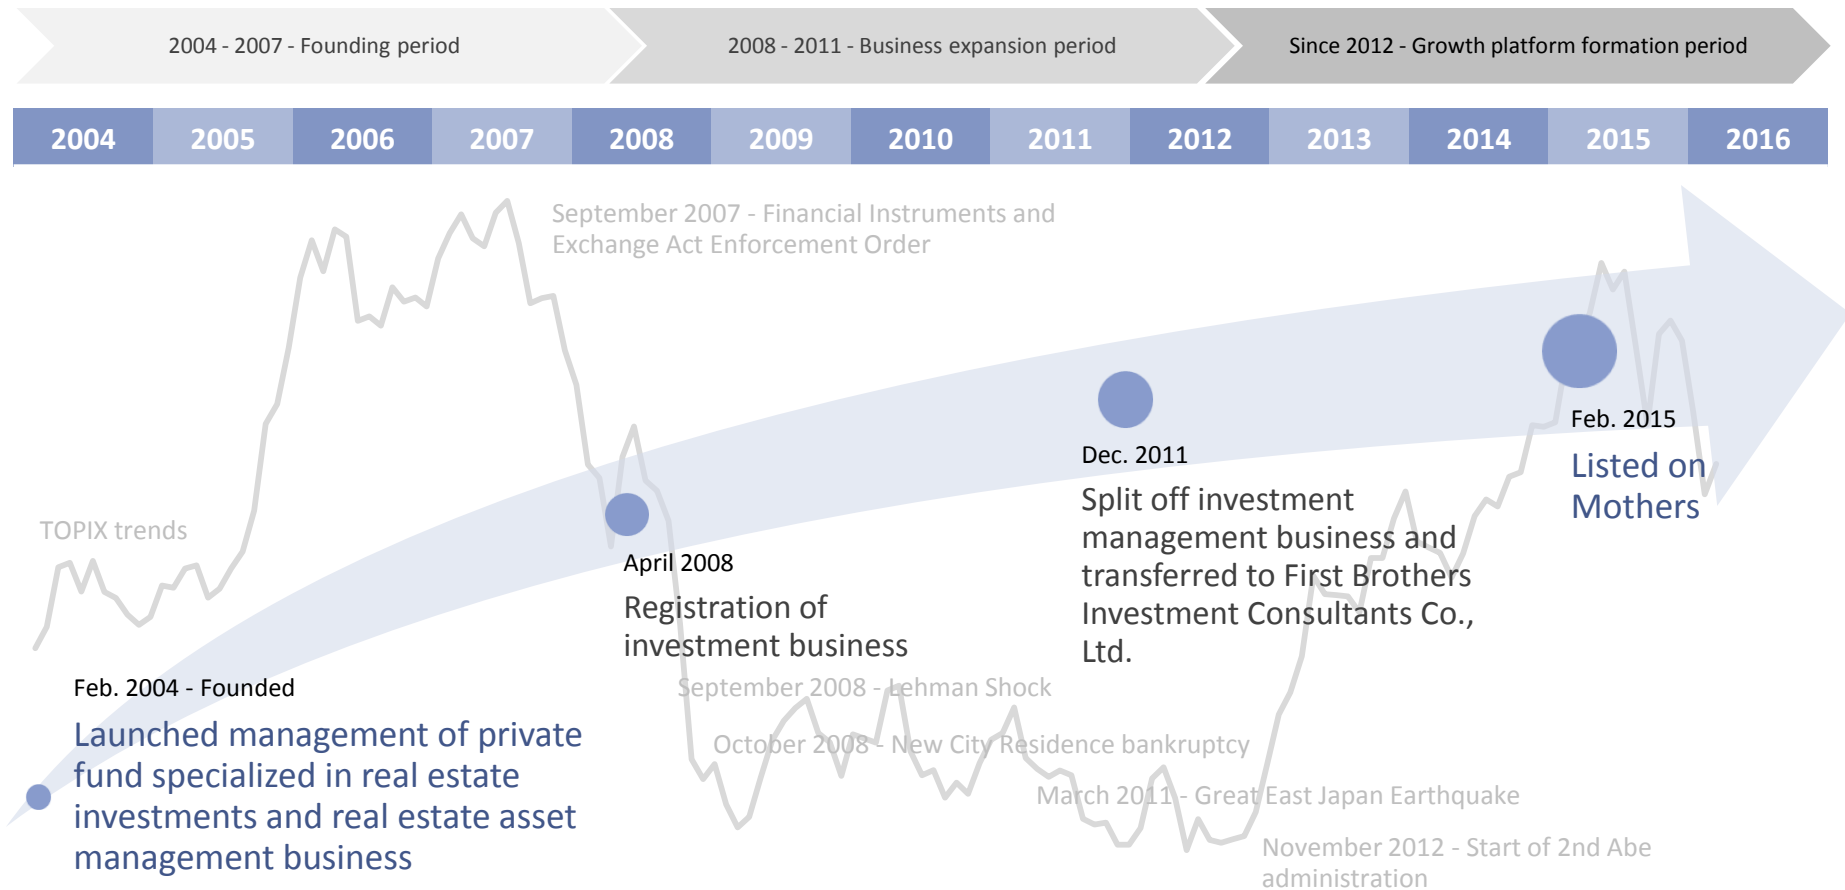 2004 - 2007 - Founding period
2008 - 2011 - Business expansion period
Since 2012 - Growth platform formation period
2004 2005 2006 2007 2008 2009 2010 2011 2012 2013 2014 2015 2016
September 2007 - Financial Instruments and
Exchange Act Enforcement Order
TOPIX trends
Feb. 2004 - Founded
Launched management of private
fund specialized in real estate
investments and real estate asset
management business
April 2008
Registration of
investment business
September 2008 - Lehman Shock
October 2008 - New City Residence bankruptcy
Dec. 2011
Split off investment
management business and
transferred to First Brothers
Investment Consultants Co.,
Ltd.
March 2011 - Great East Japan Earthquake
November 2012 - Start of 2nd Abe
administration
Feb. 2015
Listed on
Mothers